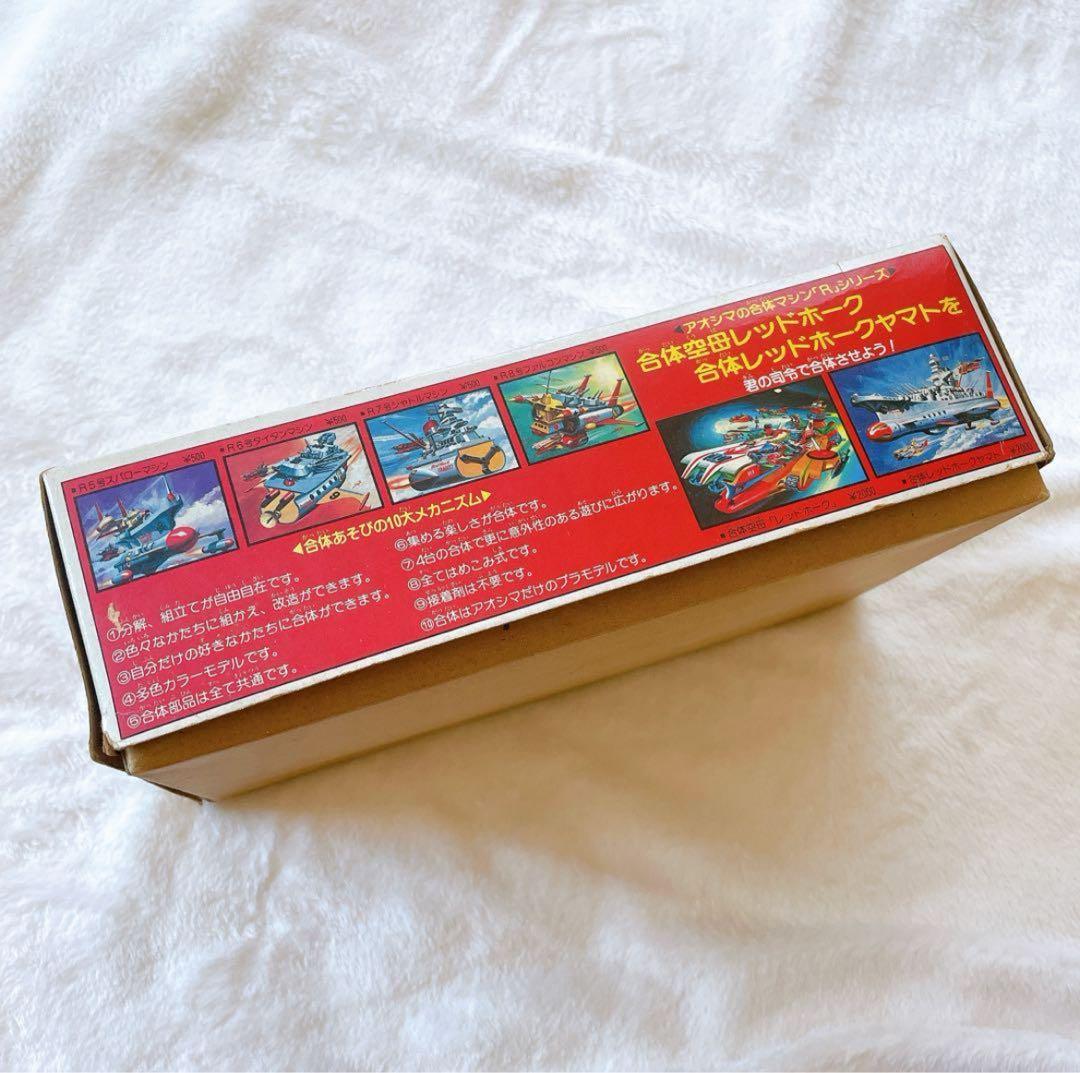 ◀アオシマの合体マシン「R」シリーズ▶
合体空母レッドホーク
合体レッドホークヤマトを
君の司令で合体させよう!
■R5号スパローマシン ¥500
■R6号タイタンマシン ¥500
■R7号シャトルマシン ¥500
■R8号ファルコンマシン ¥500
■合体空母「レッドホーク」 ¥2000
■合体レッドホークヤマト ¥2000
◀合体あそびの10大メカニズム▶
①分解、組立てが自由自在です。
②色々なかたちに組かえ、改造ができます。
③自分だけの好きなかたちに合体ができます。
④多色カラーモデルです。
⑤合体部品は全て共通です。
⑥集める楽しさが合体です。
⑦4台の合体で更に意外性のある遊びに広がります。
⑧全てはめこみ式です。
⑨接着剤は不要です。
⑩合体はアオシマだけのプラモデルです。